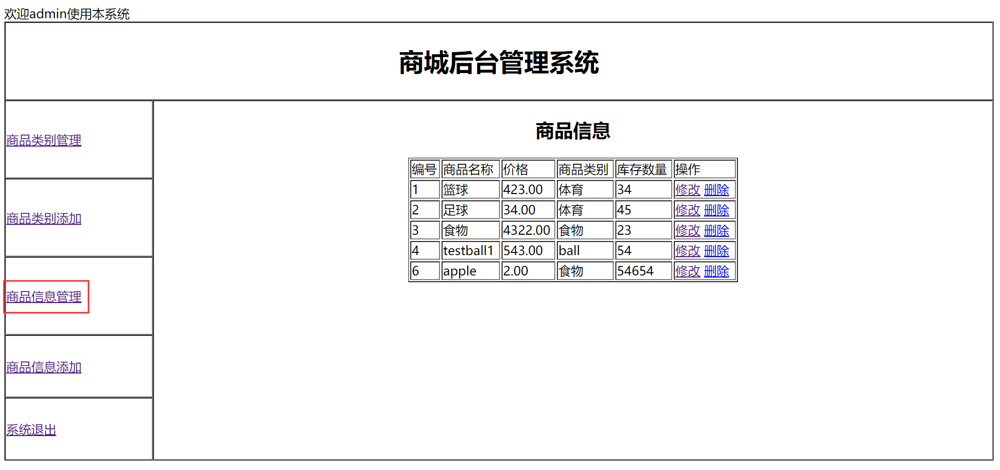 欢迎admin使用本系统
商城后台管理系统
商品类别管理
商品类别添加
商品信息管理
商品信息添加
系统退出
商品信息
编号 商品名称 价格 商品类别 库存数量 操作
1 篮球 423.00 体育 34 修改 删除
2 足球 34.00 体育 45 修改 删除
3 食物 4322.00 食物 23 修改 删除
4 testball1 543.00 ball 54 修改 删除
6 apple 2.00 食物 54654 修改 删除